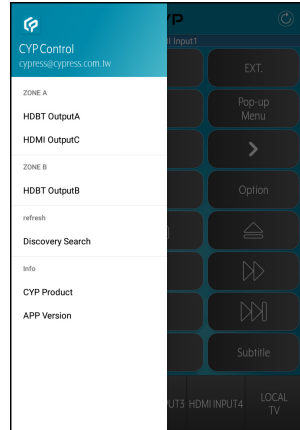 CYP Control
cypress@cypress.com.tw
ZONE A
HDBT OutputA
HDMI OutputC
ZONE B
HDBT OutputB
refresh
Discovery Search
Info
CYP Product
APP Version
YP
I Input1
EXT.
Pop-up
Menu
Option
Subtitle
UT3
HDMI INPUT4
LOCAL
TV